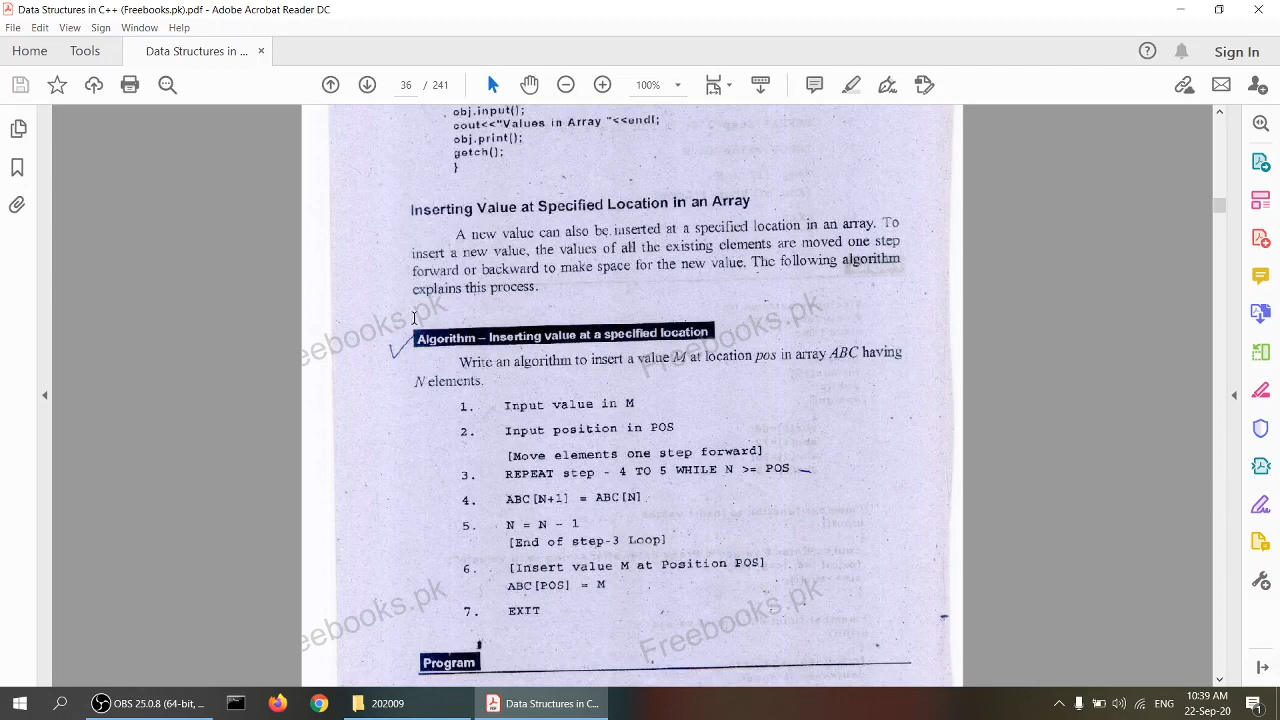 Data Structures in C++ (Freebooks.pk).pdf - Adobe Acrobat Reader DC
File Edit View Sign Window Help
Home Tools Data Structures in ... × Sign In
36 / 241 100%
obj.input();
cout<<"Values in Array "<<endl;
obj.print();
getch();
}
Inserting Value at Specified Location in an Array
A new value can also be inserted at a specified location in an array. To
insert a new value, the values of all the existing elements are moved one step
forward or backward to make space for the new value. The following algorithm
explains this process.
Algorithm – Inserting value at a specified location
Write an algorithm to insert a value M at location pos in array ABC having
N elements.
1. Input value in M
2. Input position in POS
[Move elements one step forward]
3. REPEAT step - 4 TO 5 WHILE N >= POS
4. ABC[N+1] = ABC[N]
5. N = N - 1
[End of step-3 Loop]
6. [Insert value M at Position POS]
ABC[POS] = M
7. EXIT
Program
eebooks.pk
Freebooks.pk
eebooks.pk
Freebooks.pk
OBS 25.0.8 (64-bit, ... 202009 Data Structures in C... 10:39 AM
22-Sep-20